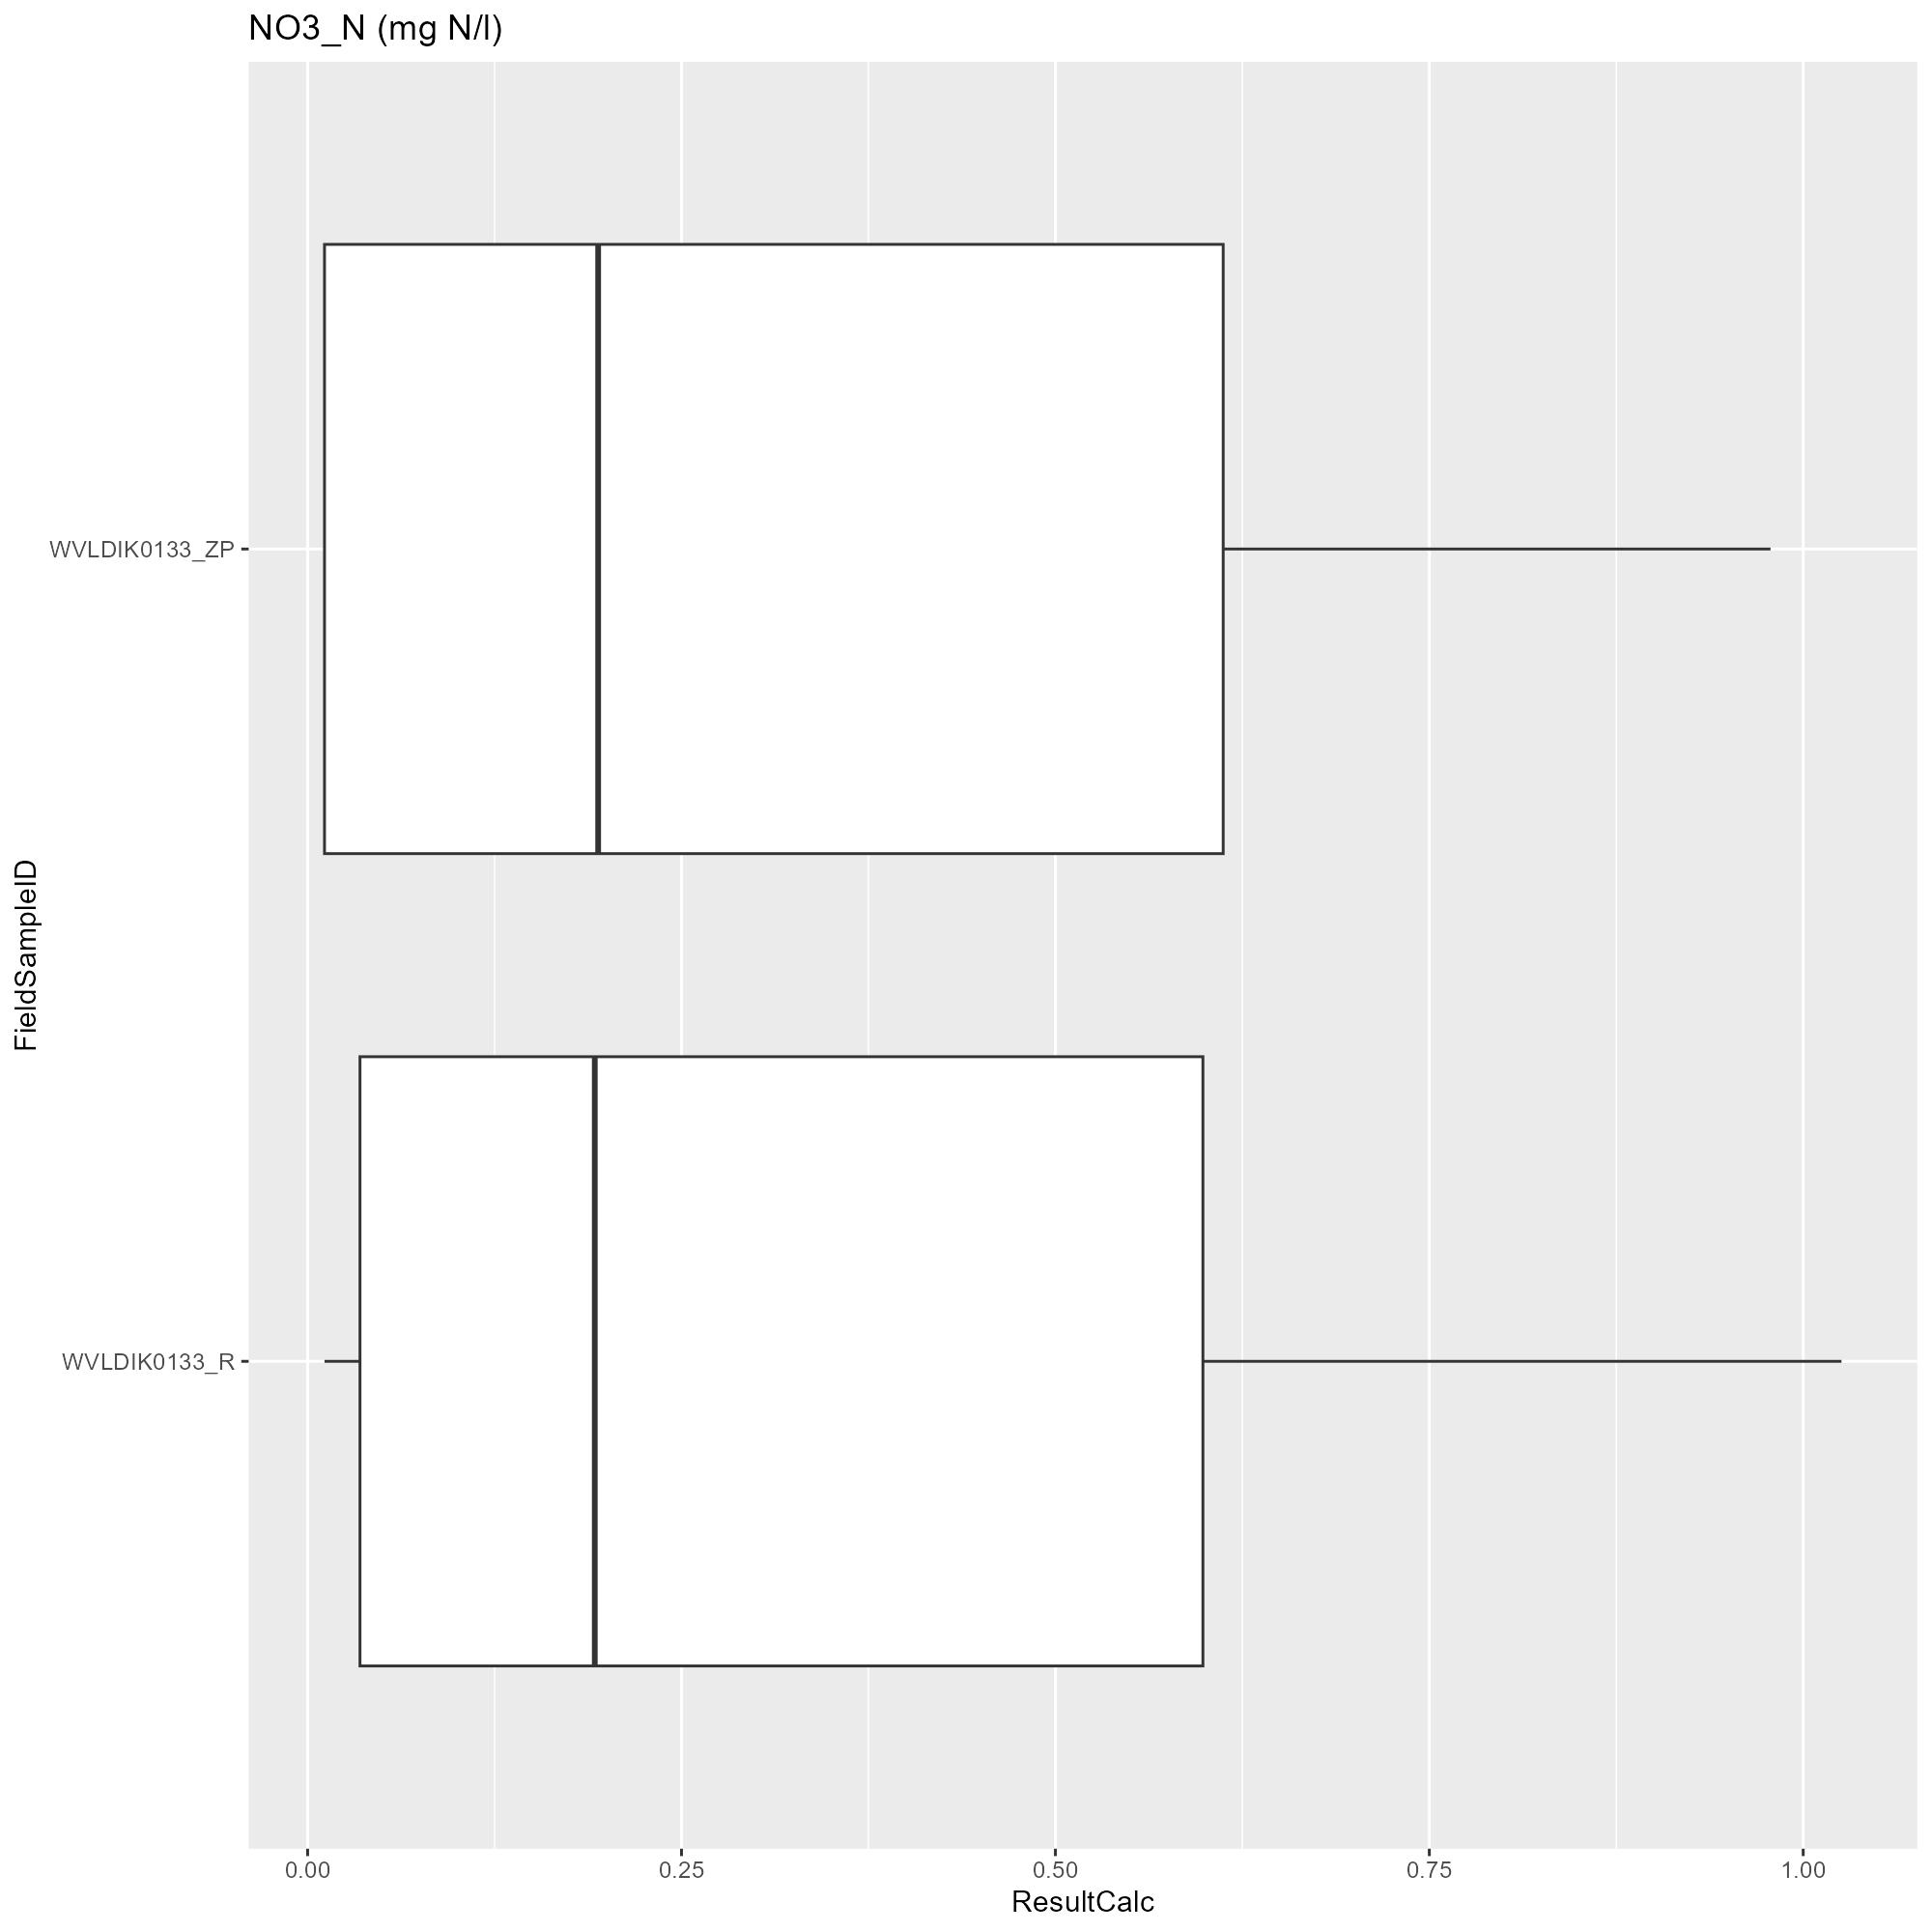 NO3_N (mg N/l)
FieldSampleID
WVLDIK0133_ZP
WVLDIK0133_R
0.00 0.25 0.50 0.75 1.00
ResultCalc